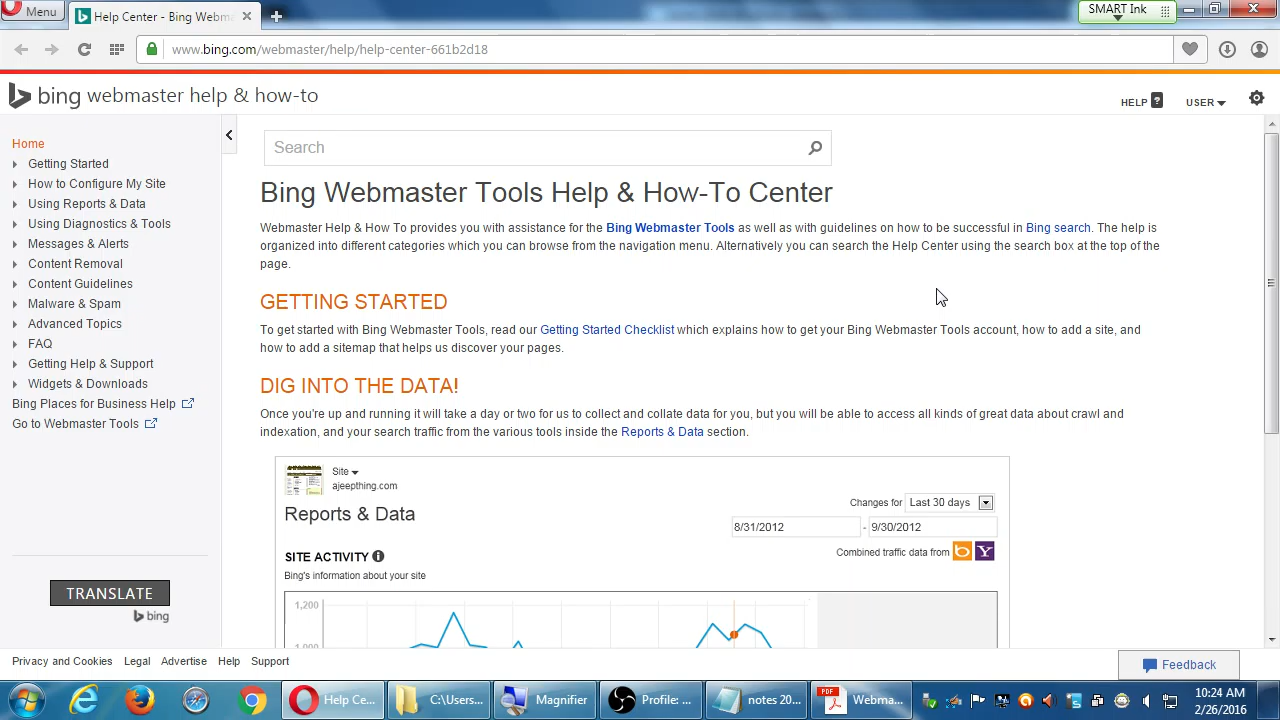 Menu
Help Center - Bing Webma
SMART Ink
www.bing.com/webmaster/help/help-center-661b2d18
bing webmaster help & how-to
HELP ?
USER
Home
Getting Started
How to Configure My Site
Using Reports & Data
Using Diagnostics & Tools
Messages & Alerts
Content Removal
Content Guidelines
Malware & Spam
Advanced Topics
FAQ
Getting Help & Support
Widgets & Downloads
Bing Places for Business Help
Go to Webmaster Tools
TRANSLATE
bing
Search
Bing Webmaster Tools Help & How-To Center
Webmaster Help & How To provides you with assistance for the Bing Webmaster Tools as well as with guidelines on how to be successful in Bing search. The help is
organized into different categories which you can browse from the navigation menu. Alternatively you can search the Help Center using the search box at the top of the
page.
GETTING STARTED
To get started with Bing Webmaster Tools, read our Getting Started Checklist which explains how to get your Bing Webmaster Tools account, how to add a site, and
how to add a sitemap that helps us discover your pages.
DIG INTO THE DATA!
Once you're up and running it will take a day or two for us to collect and collate data for you, but you will be able to access all kinds of great data about crawl and
indexation, and your search traffic from the various tools inside the Reports & Data section.
Site
ajeepthing.com
Changes for Last 30 days
Reports & Data
8/31/2012 - 9/30/2012
SITE ACTIVITY
Combined traffic data from b Y
Bing's information about your site
1,200
Privacy and Cookies Legal Advertise Help Support
Feedback
Help Ce...
C:\Users...
Magnifier
Profile: ...
notes 20...
PDF
Webma...
10:24 AM
2/26/2016